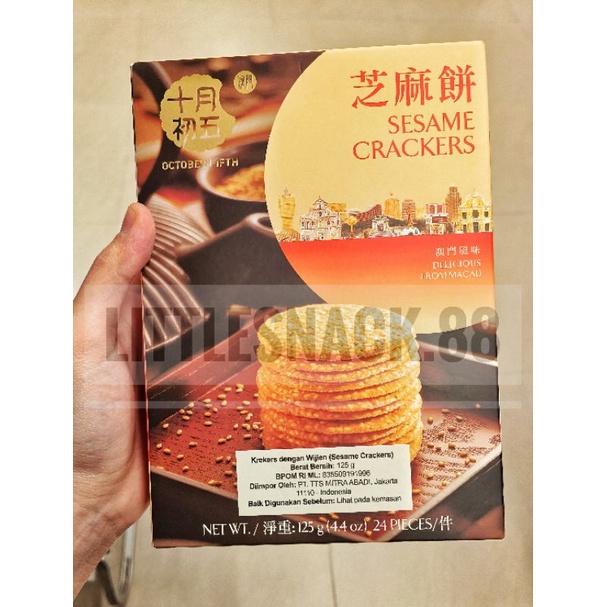 十月
初五
澳門
OCTOBER FIFTH
芝麻餅
SESAME
CRACKERS
澳門風味
DELICIOUS
FROM MACAU
LITTLESNACK.88
Krekers dengan Wijen (Sesame Crackers)
Berat Bersih: 125 g
BPOM RI ML: 835509191996
Diimpor Oleh: PT. TTS MITRA ABADI, Jakarta
11110 - Indonesia
Baik Digunakan Sebelum: Lihat pada kemasan
NET WT. / 淨重: 125 g (4.4 oz) 24 PIECES/件